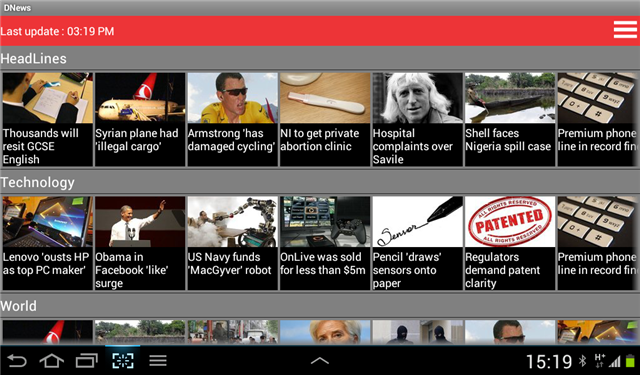 DNews
Last update : 03:19 PM
HeadLines
Thousands will
resit GCSE
English
Syrian plane had
'illegal cargo'
Armstrong 'has
damaged cycling'
NI to get private
abortion clinic
Hospital
complaints over
Savile
Shell faces
Nigeria spill case
Premium phone
line in record fin
Technology
Lenovo 'ousts HP
as top PC maker'
Obama in
Facebook 'like'
surge
US Navy funds
'MacGyver' robot
OnLive was sold
for less than $5m
Sensor
Pencil 'draws'
sensors onto
paper
ALL RIGHTS RESERVED
PATENTED
ALL RIGHTS RESERVED
Regulators
demand patent
clarity
Premium phone
line in record fin
World
15:19
H+